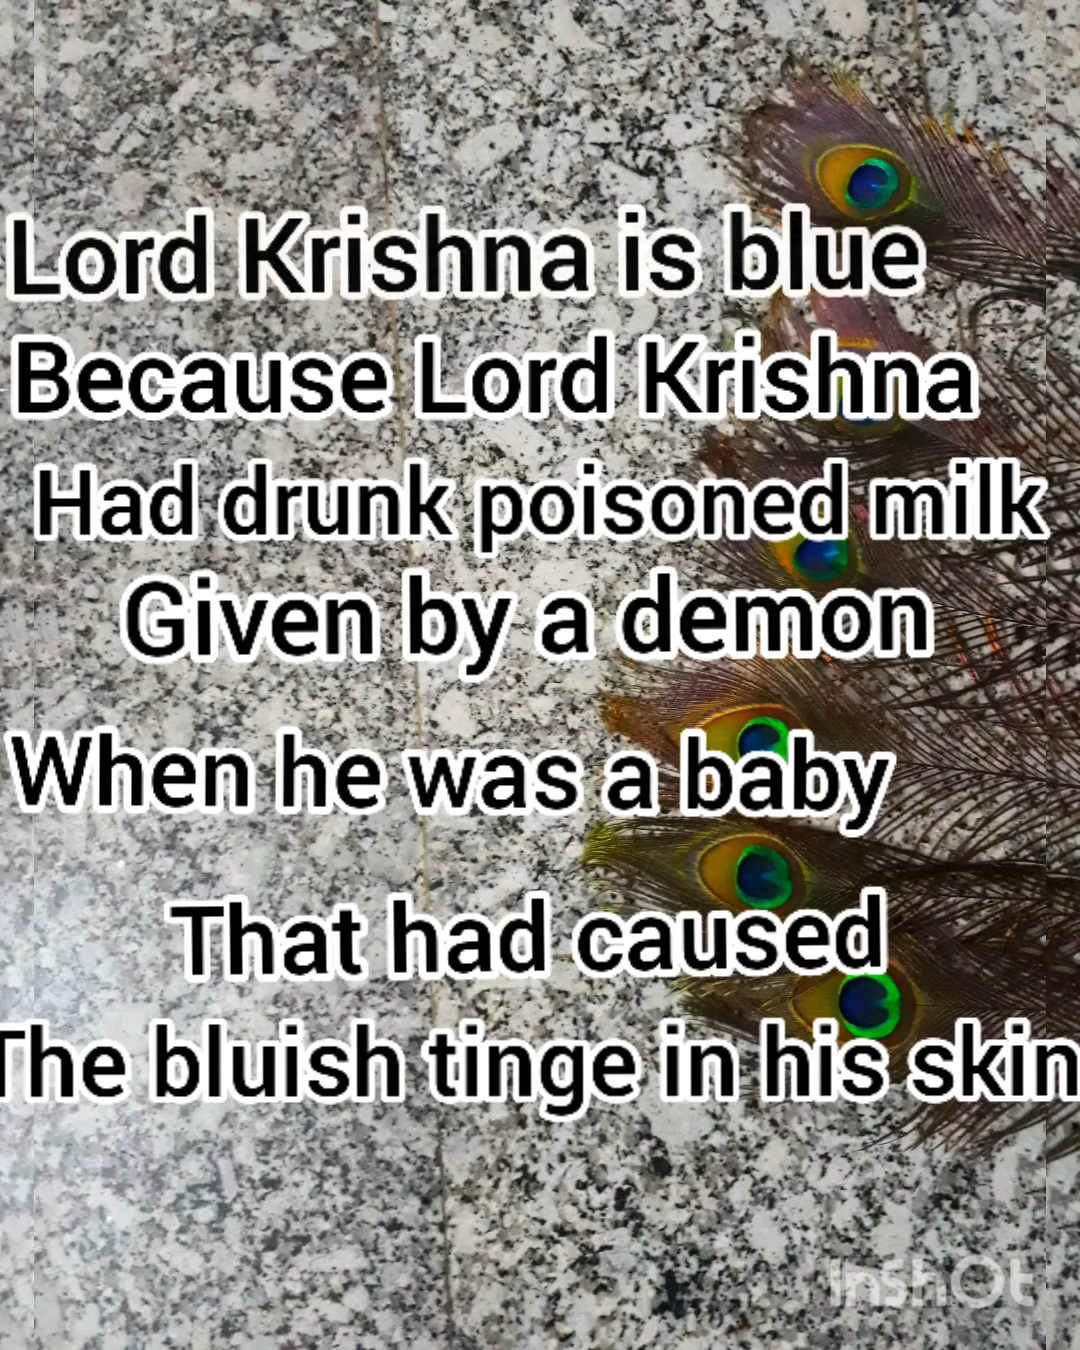 Lord Krishna is blue
Because Lord Krishna
Had drunk poisoned milk
Given by a demon
When he was a baby
That had caused
The bluish tinge in his skin
InShOt